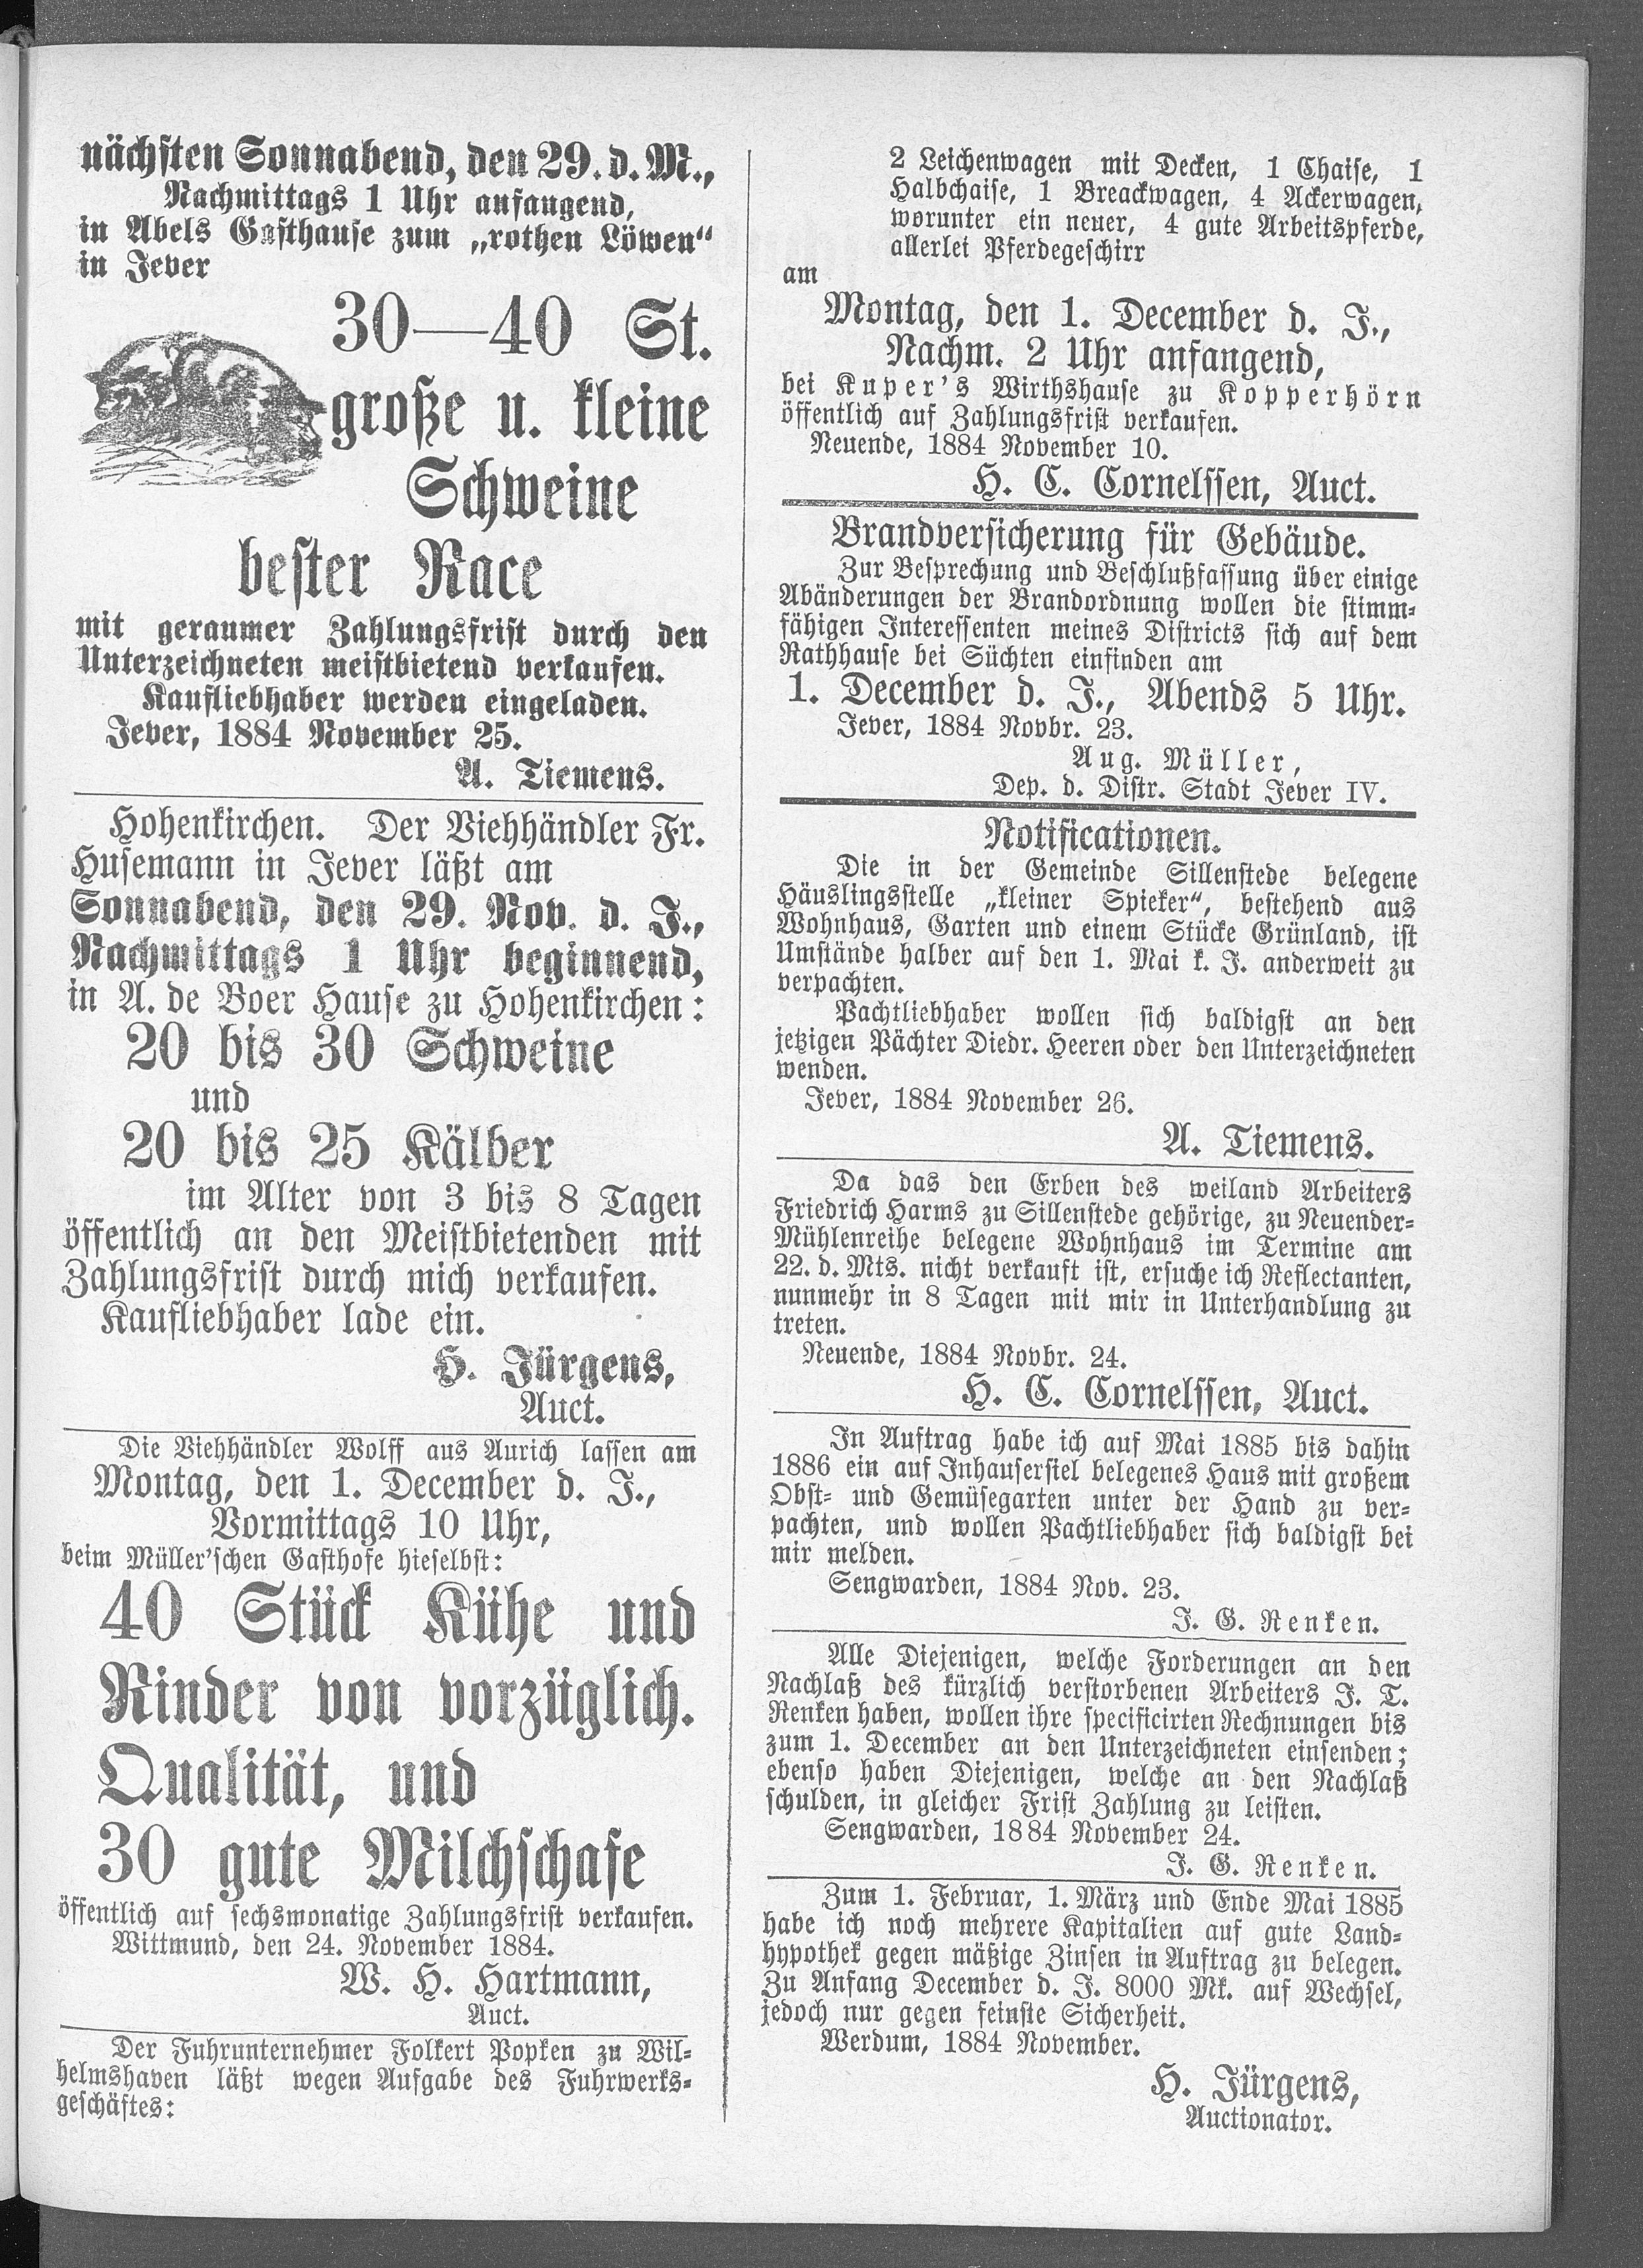 nächsten Sonnabend, den 29. d. M.,
Nachmittags 1 Uhr anfangend,
in Abels Gasthause zum „rothen Löwen“
in Jever
30—40 St.
große u. kleine
Schweine
bester Race
mit geraumer Zahlungsfrist durch den
Unterzeichneten meistbietend verkaufen.
Kaufliebhaber werden eingeladen.
Jever, 1884 November 25.
A. Tiemens.
Hohenkirchen. Der Viehhändler Fr.
Husemann in Jever läßt am
Sonnabend, den 29. Nov. d. J.,
Nachmittags 1 Uhr beginnend,
in A. de Boer Hause zu Hohenkirchen:
20 bis 30 Schweine
und
20 bis 25 Kälber
im Alter von 3 bis 8 Tagen
öffentlich an den Meistbietenden mit
Zahlungsfrist durch mich verkaufen.
Kaufliebhaber lade ein.
H. Jürgens,
Auct.
Die Viehhändler Wolff aus Aurich lassen am
Montag, den 1. December d. J.,
Vormittags 10 Uhr,
beim Müller'schen Gasthofe hieselbst:
40 Stück Kühe und
Rinder von vorzüglich.
Qualität, und
30 gute Milchschafe
öffentlich auf sechsmonatige Zahlungsfrist verkaufen.
Wittmund, den 24. November 1884.
W. H. Hartmann,
Auct.
Der Fuhrunternehmer Folkert Popken zu Wil-
helmshaven läßt wegen Aufgabe des Fuhrwerks-
geschäftes:
2 Leichenwagen mit Decken, 1 Chaise, 1
Halbchaise, 1 Breackwagen, 4 Ackerwagen,
worunter ein neuer, 4 gute Arbeitspferde,
allerlei Pferdegeschirr
am
Montag, den 1. December d. J.,
Nachm. 2 Uhr anfangend,
bei Kuper's Wirthshause zu Kopperhörn
öffentlich auf Zahlungsfrist verkaufen.
Neuende, 1884 November 10.
H. C. Cornelssen, Auct.
Brandversicherung für Gebäude.
Zur Besprechung und Beschlußfassung über einige
Abänderungen der Brandordnung wollen die stimm-
fähigen Interessenten meines Districts sich auf dem
Rathhause bei Süchten einfinden am
1. December d. J., Abends 5 Uhr.
Jever, 1884 Novbr. 23.
Aug. Müller,
Dep. d. Distr. Stadt Jever IV.
Notificationen.
Die in der Gemeinde Sillenstede belegene
Häuslingsstelle „kleiner Spieker“, bestehend aus
Wohnhaus, Garten und einem Stücke Grünland, ist
Umstände halber auf den 1. Mai k. J. anderweit zu
verpachten.
Pachtliebhaber wollen sich baldigst an den
jetzigen Pächter Diedr. Heeren oder den Unterzeichneten
wenden.
Jever, 1884 November 26.
A. Tiemens.
Da das den Erben des weiland Arbeiters
Friedrich Harms zu Sillenstede gehörige, zu Neuender-
Mühlenreihe belegene Wohnhaus im Termine am
22. d. Mts. nicht verkauft ist, ersuche ich Reflectanten,
nunmehr in 8 Tagen mit mir in Unterhandlung zu
treten.
Neuende, 1884 Novbr. 24.
H. C. Cornelssen, Auct.
In Auftrag habe ich auf Mai 1885 bis dahin
1886 ein auf Inhausersiel belegenes Haus mit großem
Obst- und Gemüsegarten unter der Hand zu ver-
pachten, und wollen Pachtliebhaber sich baldigst bei
mir melden.
Sengwarden, 1884 Nov. 23.
J. G. Renken.
Alle Diejenigen, welche Forderungen an den
Nachlaß des kürzlich verstorbenen Arbeiters J. T.
Renken haben, wollen ihre specificirten Rechnungen bis
zum 1. December an den Unterzeichneten einsenden;
ebenso haben Diejenigen, welche an den Nachlaß
schulden, in gleicher Frist Zahlung zu leisten.
Sengwarden, 1884 November 24.
J. G. Renken.
Zum 1. Februar, 1. März und Ende Mai 1885
habe ich noch mehrere Kapitalien auf gute Land-
hypothek gegen mäßige Zinsen in Auftrag zu belegen.
Zu Anfang December d. J. 8000 Mk. auf Wechsel,
jedoch nur gegen feinste Sicherheit.
Werdum, 1884 November.
H. Jürgens,
Auctionator.